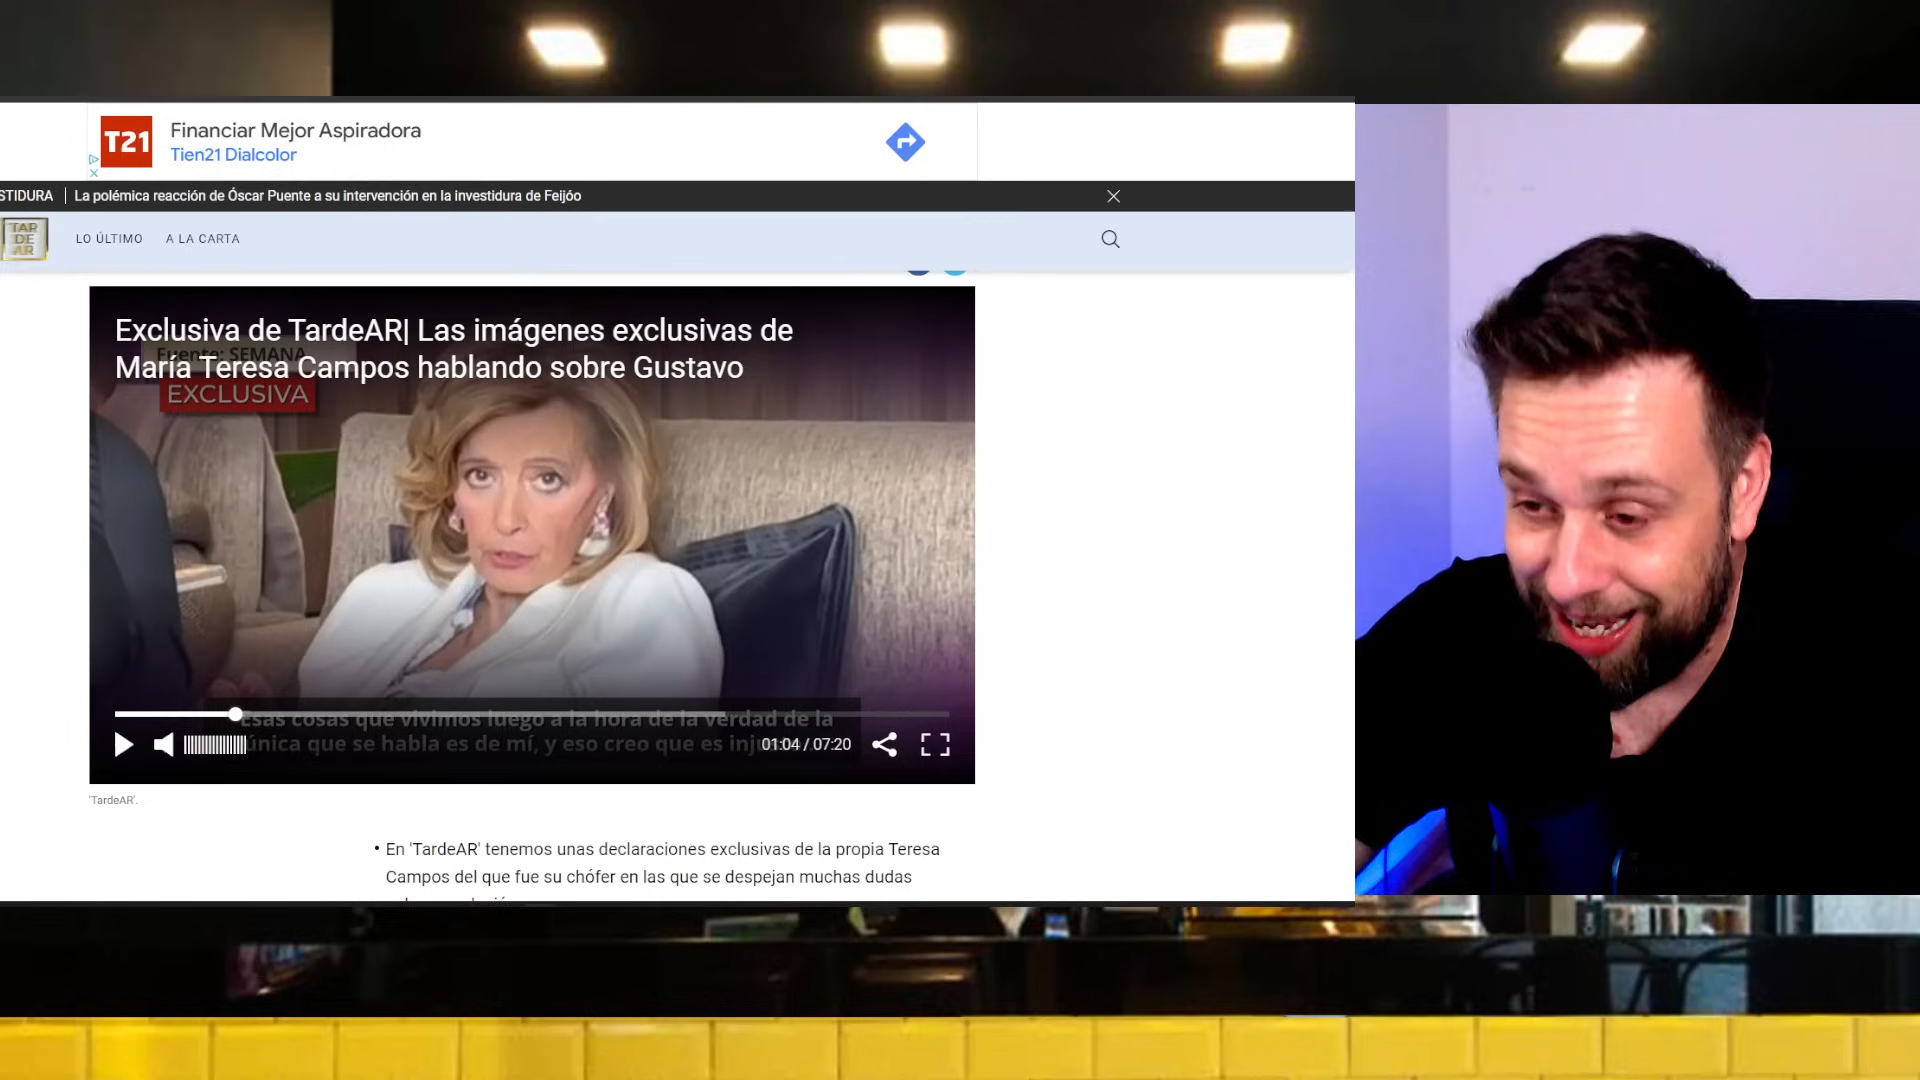 T21
Financiar Mejor Aspiradora
Tien21 Dialcolor
STIDURA
La polémica reacción de Óscar Puente a su intervención en la investidura de Feijóo
TAR
DE
AR
LO ÚLTIMO
A LA CARTA
Exclusiva de TardeAR| Las imágenes exclusivas de
Fuente: SEMANA
María Teresa Campos hablando sobre Gustavo
EXCLUSIVA
Esas cosas que vivimos luego a la hora de la verdad de la
única que se habla es de mí, y eso creo que es
01:04 / 07:20
'TardeAR'.
• En 'TardeAR' tenemos unas declaraciones exclusivas de la propia Teresa
Campos del que fue su chófer en las que se despejan muchas dudas